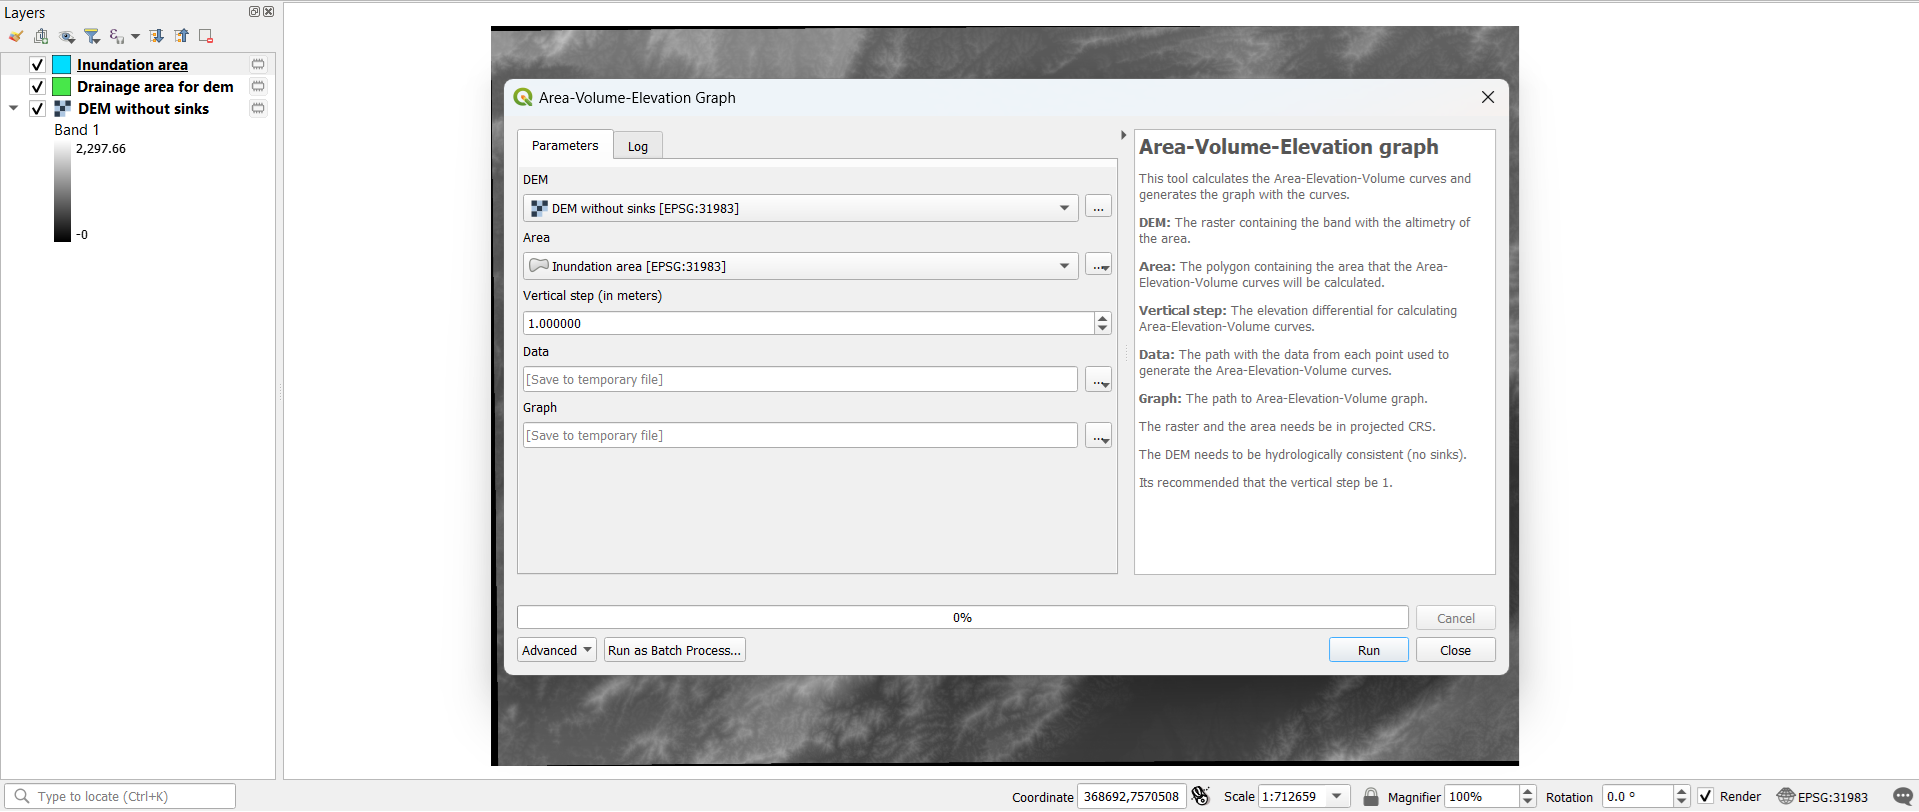 Layers
Inundation area
Drainage area for dem
DEM without sinks
Band 1
2,297.66
-0
Area-Volume-Elevation Graph
Parameters
Log
DEM
DEM without sinks [EPSG:31983]
...
Area
Inundation area [EPSG:31983]
...
Vertical step (in meters)
1.000000
Data
[Save to temporary file]
...
Graph
[Save to temporary file]
...
Area-Volume-Elevation graph
This tool calculates the Area-Elevation-Volume curves and
generates the graph with the curves.
DEM: The raster containing the band with the altimetry of
the area.
Area: The polygon containing the area that the Area-
Elevation-Volume curves will be calculated.
Vertical step: The elevation differential for calculating
Area-Elevation-Volume curves.
Data: The path with the data from each point used to
generate the Area-Elevation-Volume curves.
Graph: The path to Area-Elevation-Volume graph.
The raster and the area needs be in projected CRS.
The DEM needs to be hydrologically consistent (no sinks).
Its recommended that the vertical step be 1.
0%
Cancel
Advanced
Run as Batch Process...
Run
Close
Type to locate (Ctrl+K)
Coordinate 368692,7570508 Scale 1:712659 Magnifier 100% Rotation 0.0 ° Render EPSG:31983